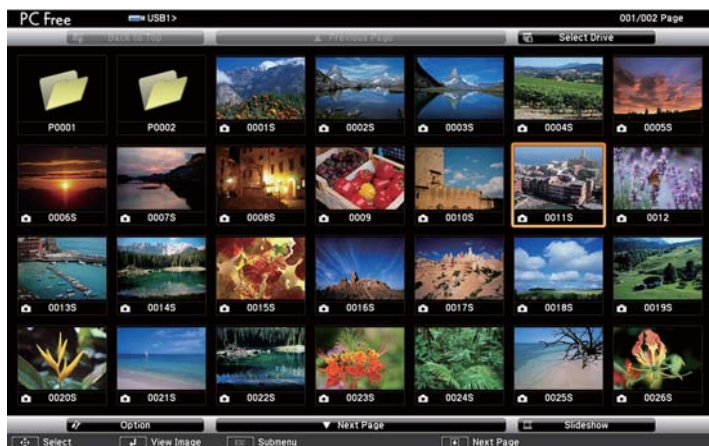 PC Free USB1> 001/002 Page
Back to Top ▲ Previous Page Select Drive
P0001 P0002 0001S 0002S 0003S 0004S 0005S
0006S 0007S 0008S 0009 0010S 0011S 0012
0013S 0014S 0015S 0016S 0017S 0018S 0019S
0020S 0021S 0022S 0023S 0024S 0025S 0026S
Option ▼ Next Page Slideshow
Select View Image Submenu Next Page